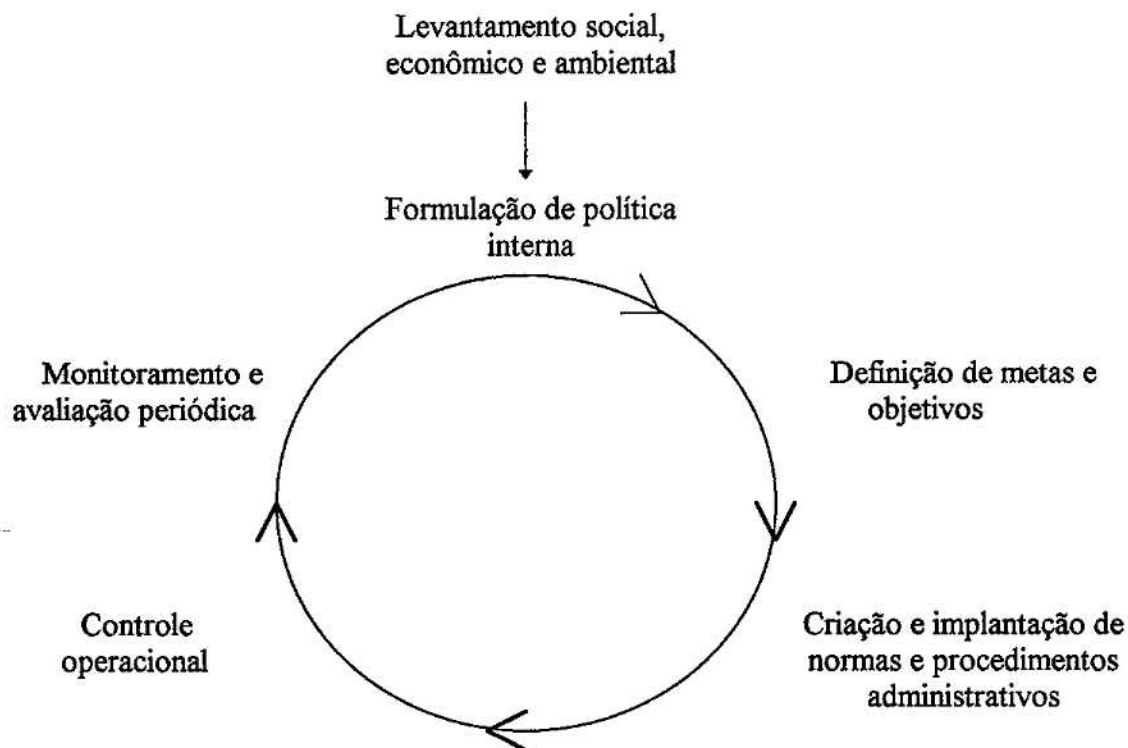 Levantamento social,
econômico e ambiental
Formulação de política
interna
Definição de metas e
objetivos
Criação e implantação de
normas e procedimentos
administrativos
Controle
operacional
Monitoramento e
avaliação periódica